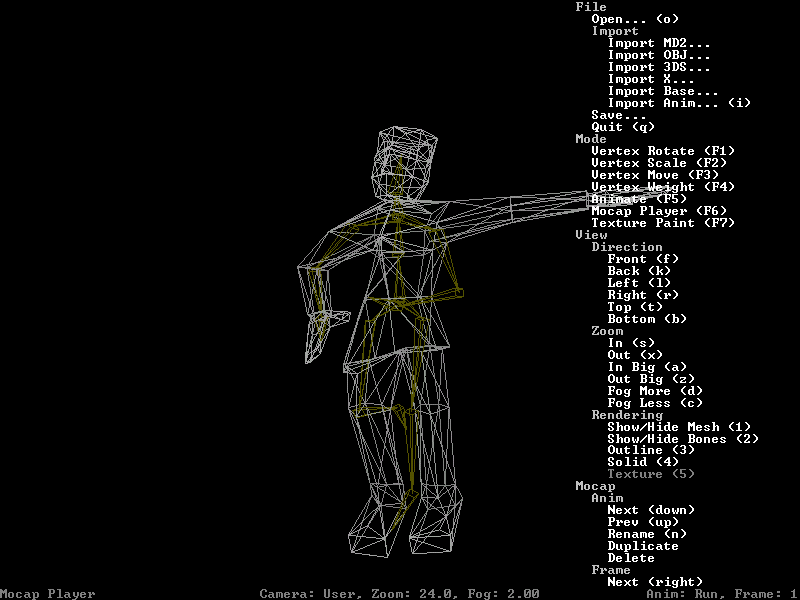 File
Open... (o)
Import
Import MD2...
Import OBJ...
Import 3DS...
Import X...
Import Base...
Import Anim... (i)
Save...
Quit (q)
Mode
Vertex Rotate (F1)
Vertex Scale (F2)
Vertex Move (F3)
Vertex Weight (F4)
Animate (F5)
Mocap Player (F6)
Texture Paint (F7)
View
Direction
Front (f)
Back (k)
Left (l)
Right (r)
Top (t)
Bottom (b)
Zoom
In (s)
Out (x)
In Big (a)
Out Big (z)
Fog More (d)
Fog Less (c)
Rendering
Show/Hide Mesh (1)
Show/Hide Bones (2)
Outline (3)
Solid (4)
Texture (5)
Mocap
Anim
Next (down)
Prev (up)
Rename (n)
Duplicate
Delete
Frame
Next (right)
Mocap Player
Camera: User, Zoom: 24.0, Fog: 2.00
Anim: Run, Frame: 1